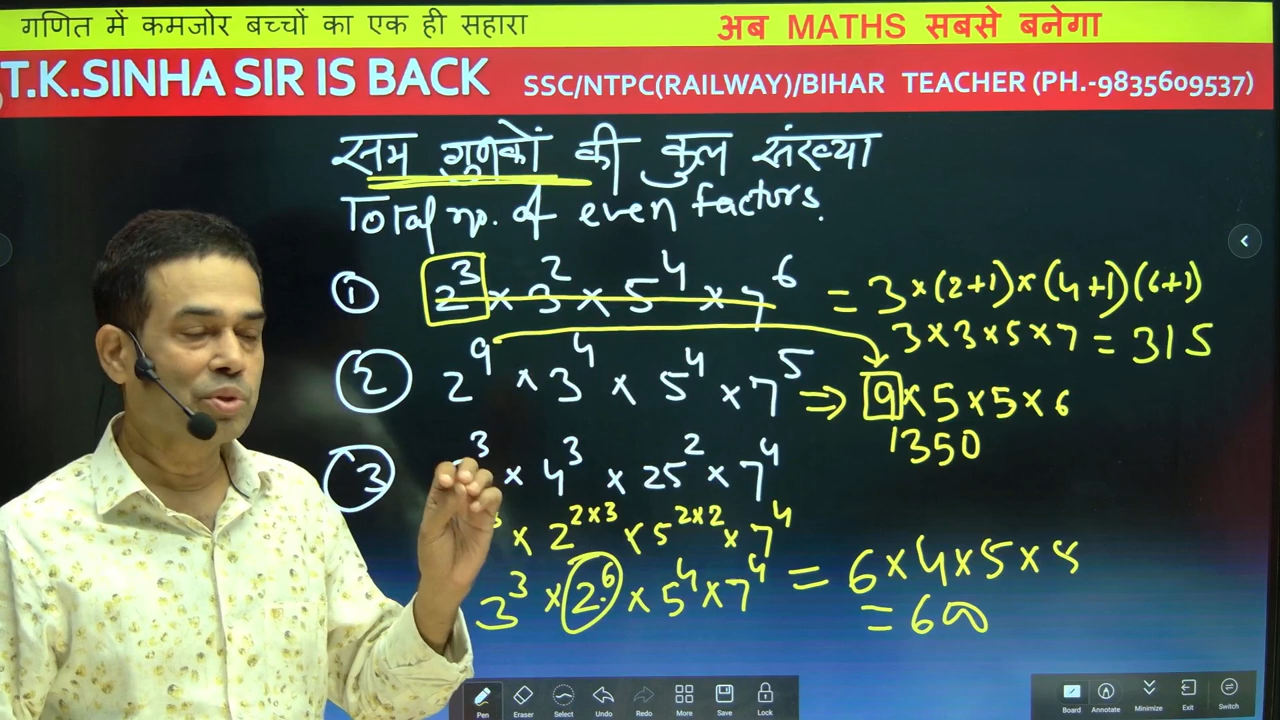 गणित में कमजोर बच्चों का एक ही सहारा अब MATHS सबसे बनेगा
T.K.SINHA SIR IS BACK SSC/NTPC(RAILWAY)/BIHAR TEACHER (PH.-9835609537)
सम गुणकों की कुल संख्या
Total no. of even factors.
① 2³ × 3² × 5⁴ × 7⁶ = 3 × (2+1) × (4+1) (6+1)
3 × 3 × 5 × 7 = 315
② 2⁹ × 3⁴ × 5⁴ × 7⁵ ⇒ 9 × 5 × 5 × 6
1350
③ ³ × 4³ × 25² × 7⁴
³ × 2²ˣ³ × 5²ˣ² × 7⁴
3³ × 2⁶ × 5⁴ × 7⁴ = 6 × 4 × 5 × 5
= 600
Pen Eraser Select Undo Redo More Save Lock Board Annotate Minimize Exit Switch